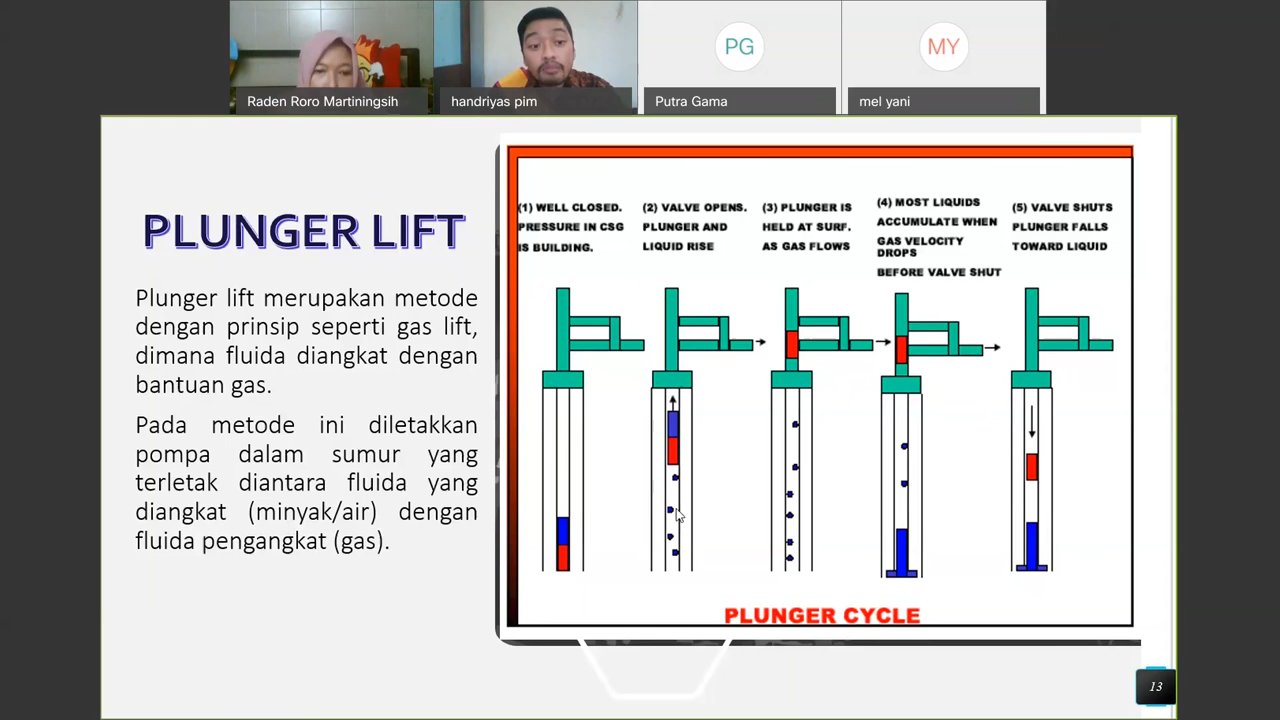 PG
MY
Raden Roro Martiningsih
handriyas pim
Putra Gama
mel yani
PLUNGER LIFT
Plunger lift merupakan metode
dengan prinsip seperti gas lift,
dimana fluida diangkat dengan
bantuan gas.
Pada metode ini diletakkan
pompa dalam sumur yang
terletak diantara fluida yang
diangkat (minyak/air) dengan
fluida pengangkat (gas).
(1) WELL CLOSED.
PRESSURE IN CSG
IS BUILDING.
(2) VALVE OPENS.
PLUNGER AND
LIQUID RISE
(3) PLUNGER IS
HELD AT SURF.
AS GAS FLOWS
(4) MOST LIQUIDS
ACCUMULATE WHEN
GAS VELOCITY
DROPS
BEFORE VALVE SHUT
(5) VALVE SHUTS
PLUNGER FALLS
TOWARD LIQUID
PLUNGER CYCLE
13